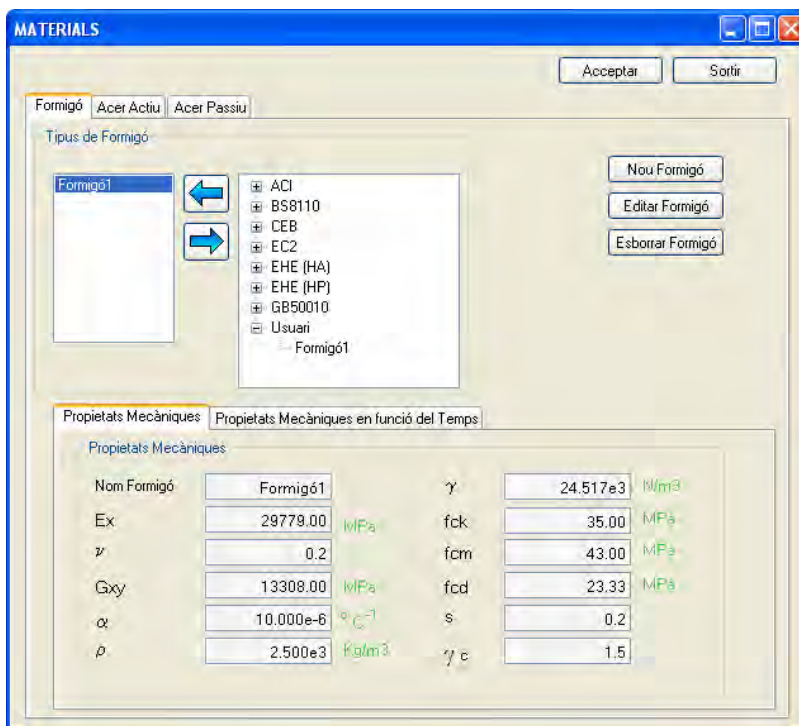 MATERIALS
Acceptar Sortir
Formigó Acer Actiu Acer Passiu
Tipus de Formigó
Formigó1
ACI
BS8110
CEB
EC2
EHE (HA)
EHE (HP)
GB50010
Usuari
Formigó1
Nou Formigó
Editar Formigó
Esborrar Formigó
Propietats Mecàniques Propietats Mecàniques en funció del Temps
Propietats Mecàniques
Nom Formigó Formigó1 γ 24.517e3 N/m3
Ex 29779.00 MPa fck 35.00 MPa
ν 0.2 fcm 43.00 MPa
Gxy 13308.00 MPa fcd 23.33 MPa
α 10.000e-6 °C⁻¹ s 0.2
ρ 2.500e3 Kg/m3 γc 1.5